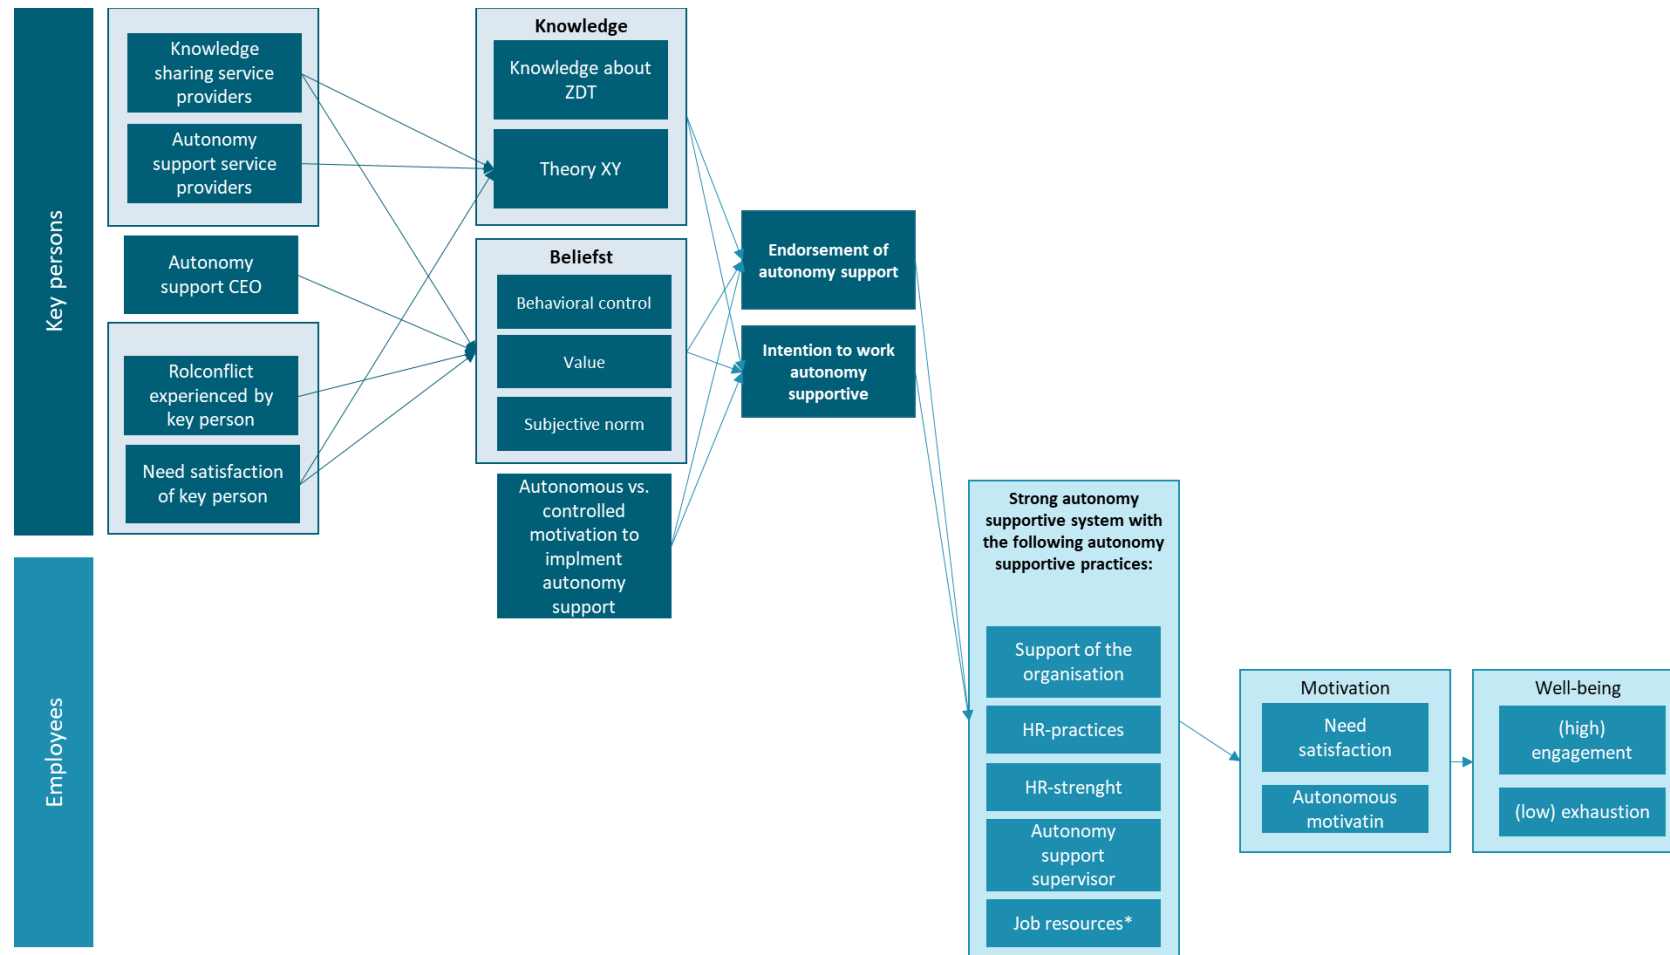 Key persons
Knowledge
sharing service
providers
Autonomy
support service
providers
Autonomy
support CEO
Rolconflict
experienced by
key person
Need satisfaction
of key person
Knowledge
Knowledge about
ZDT
Theory XY
Beliefst
Behavioral control
Value
Subjective norm
Autonomous vs.
controlled
motivation to
implment
autonomy
support
Endorsement of
autonomy support
Intention to work
autonomy
supportive
Employees
Strong autonomy
supportive system with
the following autonomy
supportive practices:
Support of the
organisation
HR-practices
HR-strenght
Autonomy
support
supervisor
Job resources*
Motivation
Need
satisfaction
Autonomous
motivatin
Well-being
(high)
engagement
(low) exhaustion